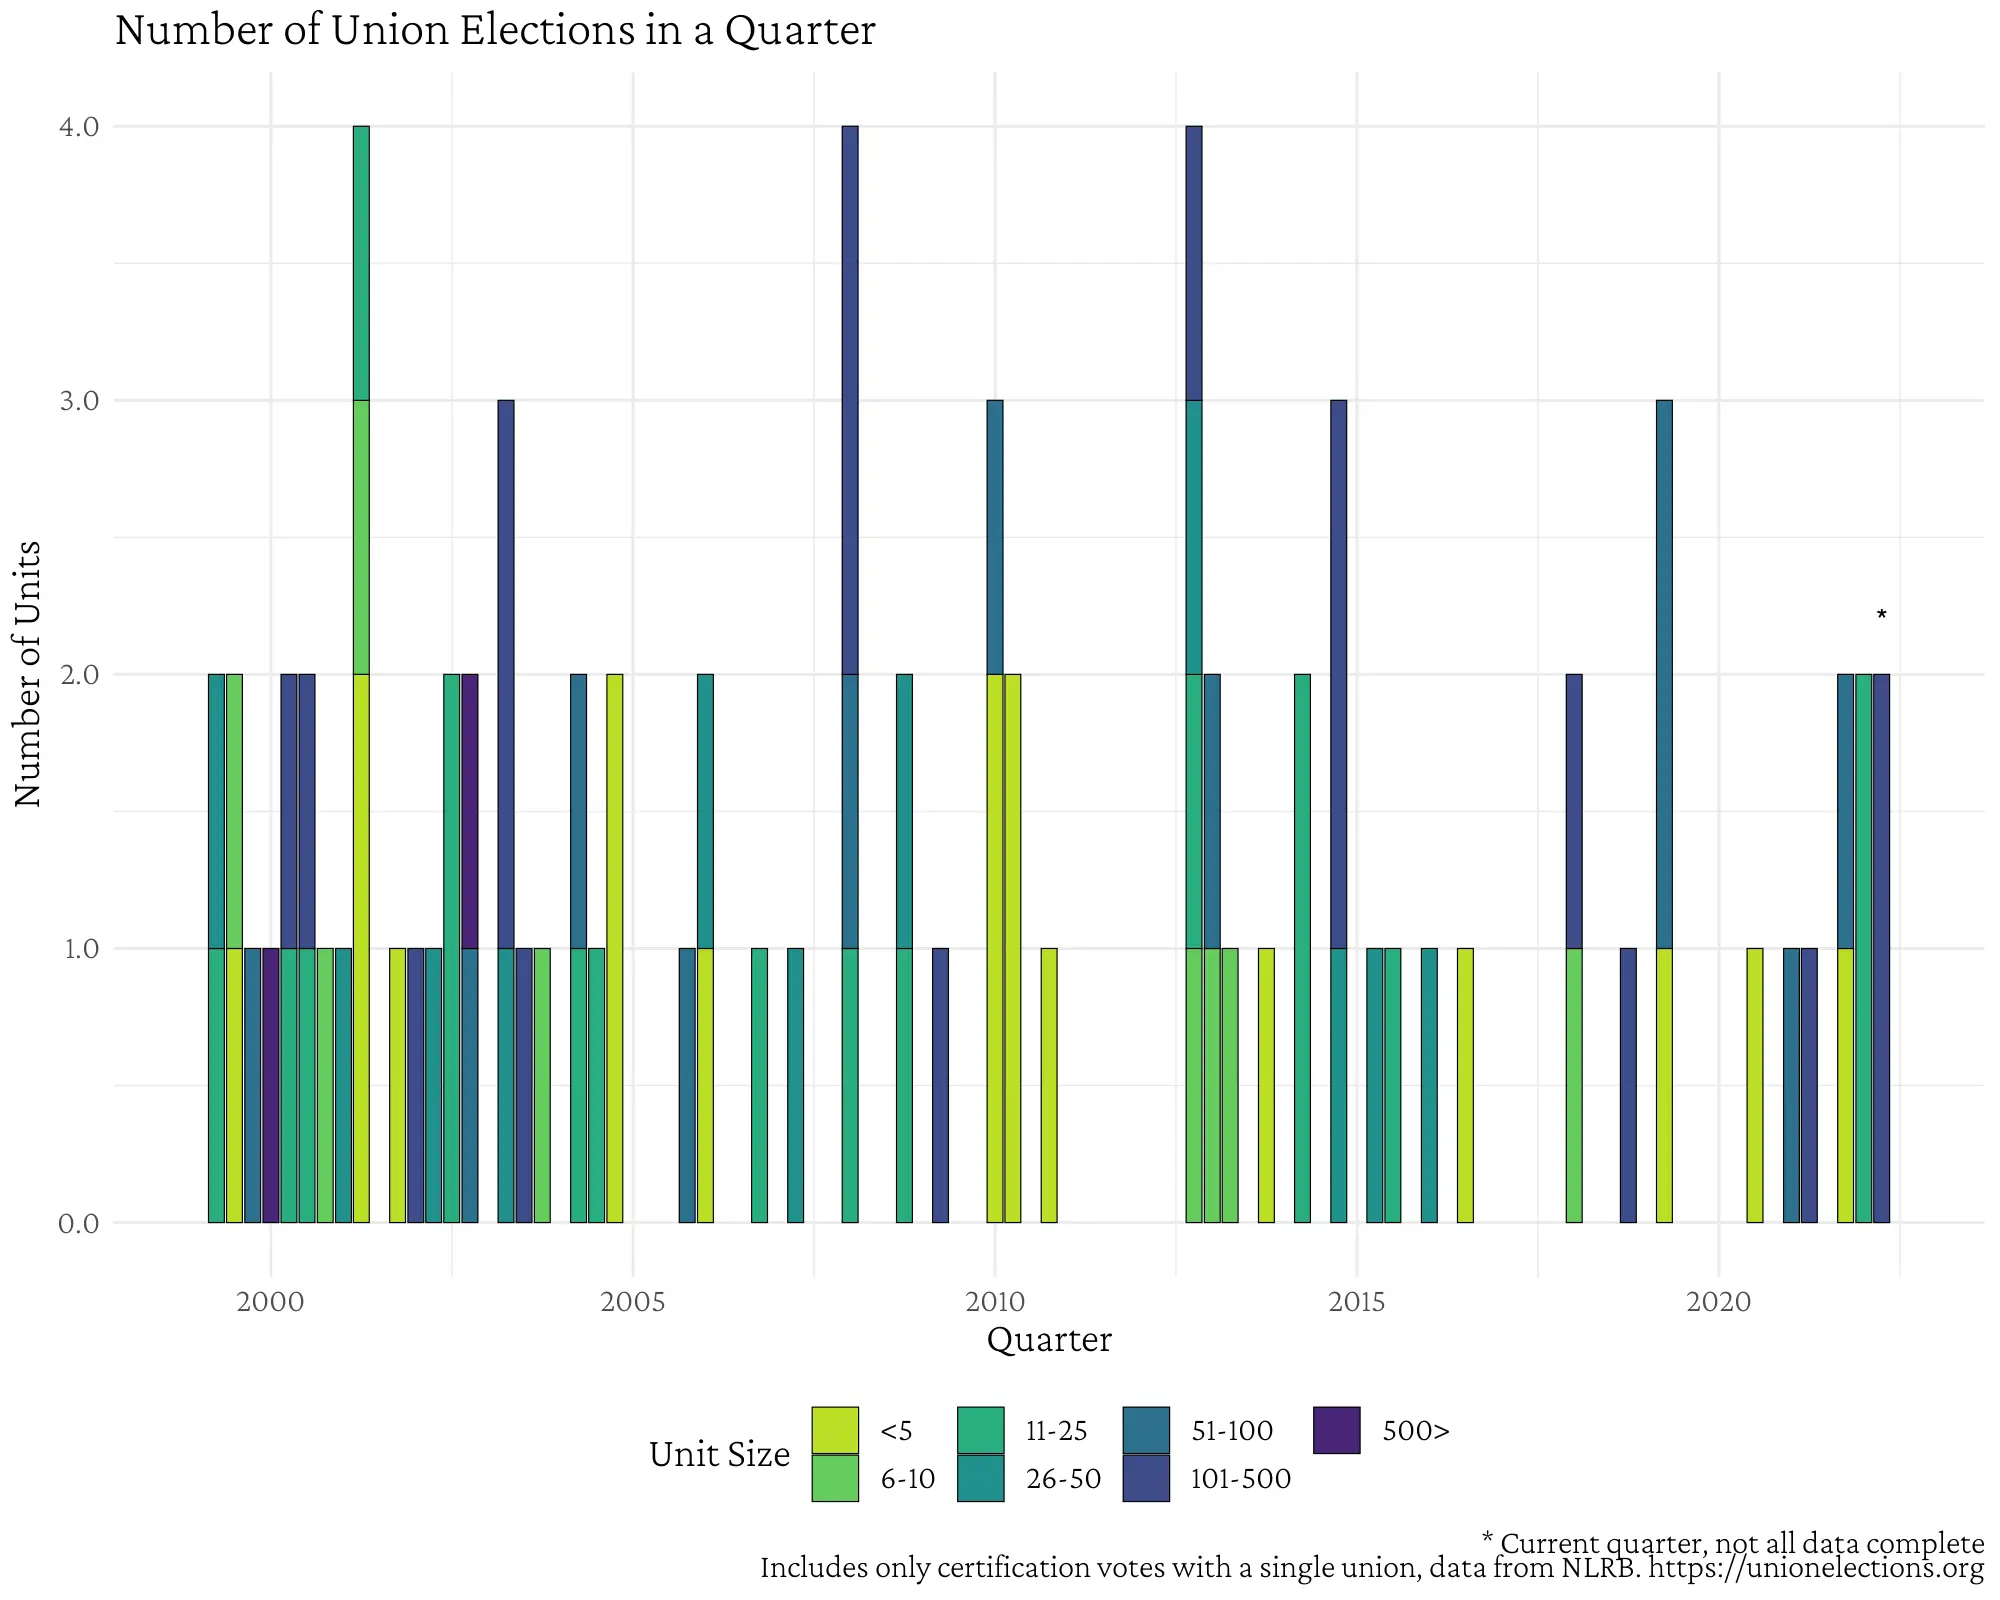 Number of Union Elections in a Quarter
Number of Units
4.0
3.0
2.0
1.0
0.0
*
2000 2005 2010 2015 2020
Quarter
Unit Size
<5 11-25 51-100 500>
6-10 26-50 101-500
* Current quarter, not all data complete
Includes only certification votes with a single union, data from NLRB. https://unionelections.org